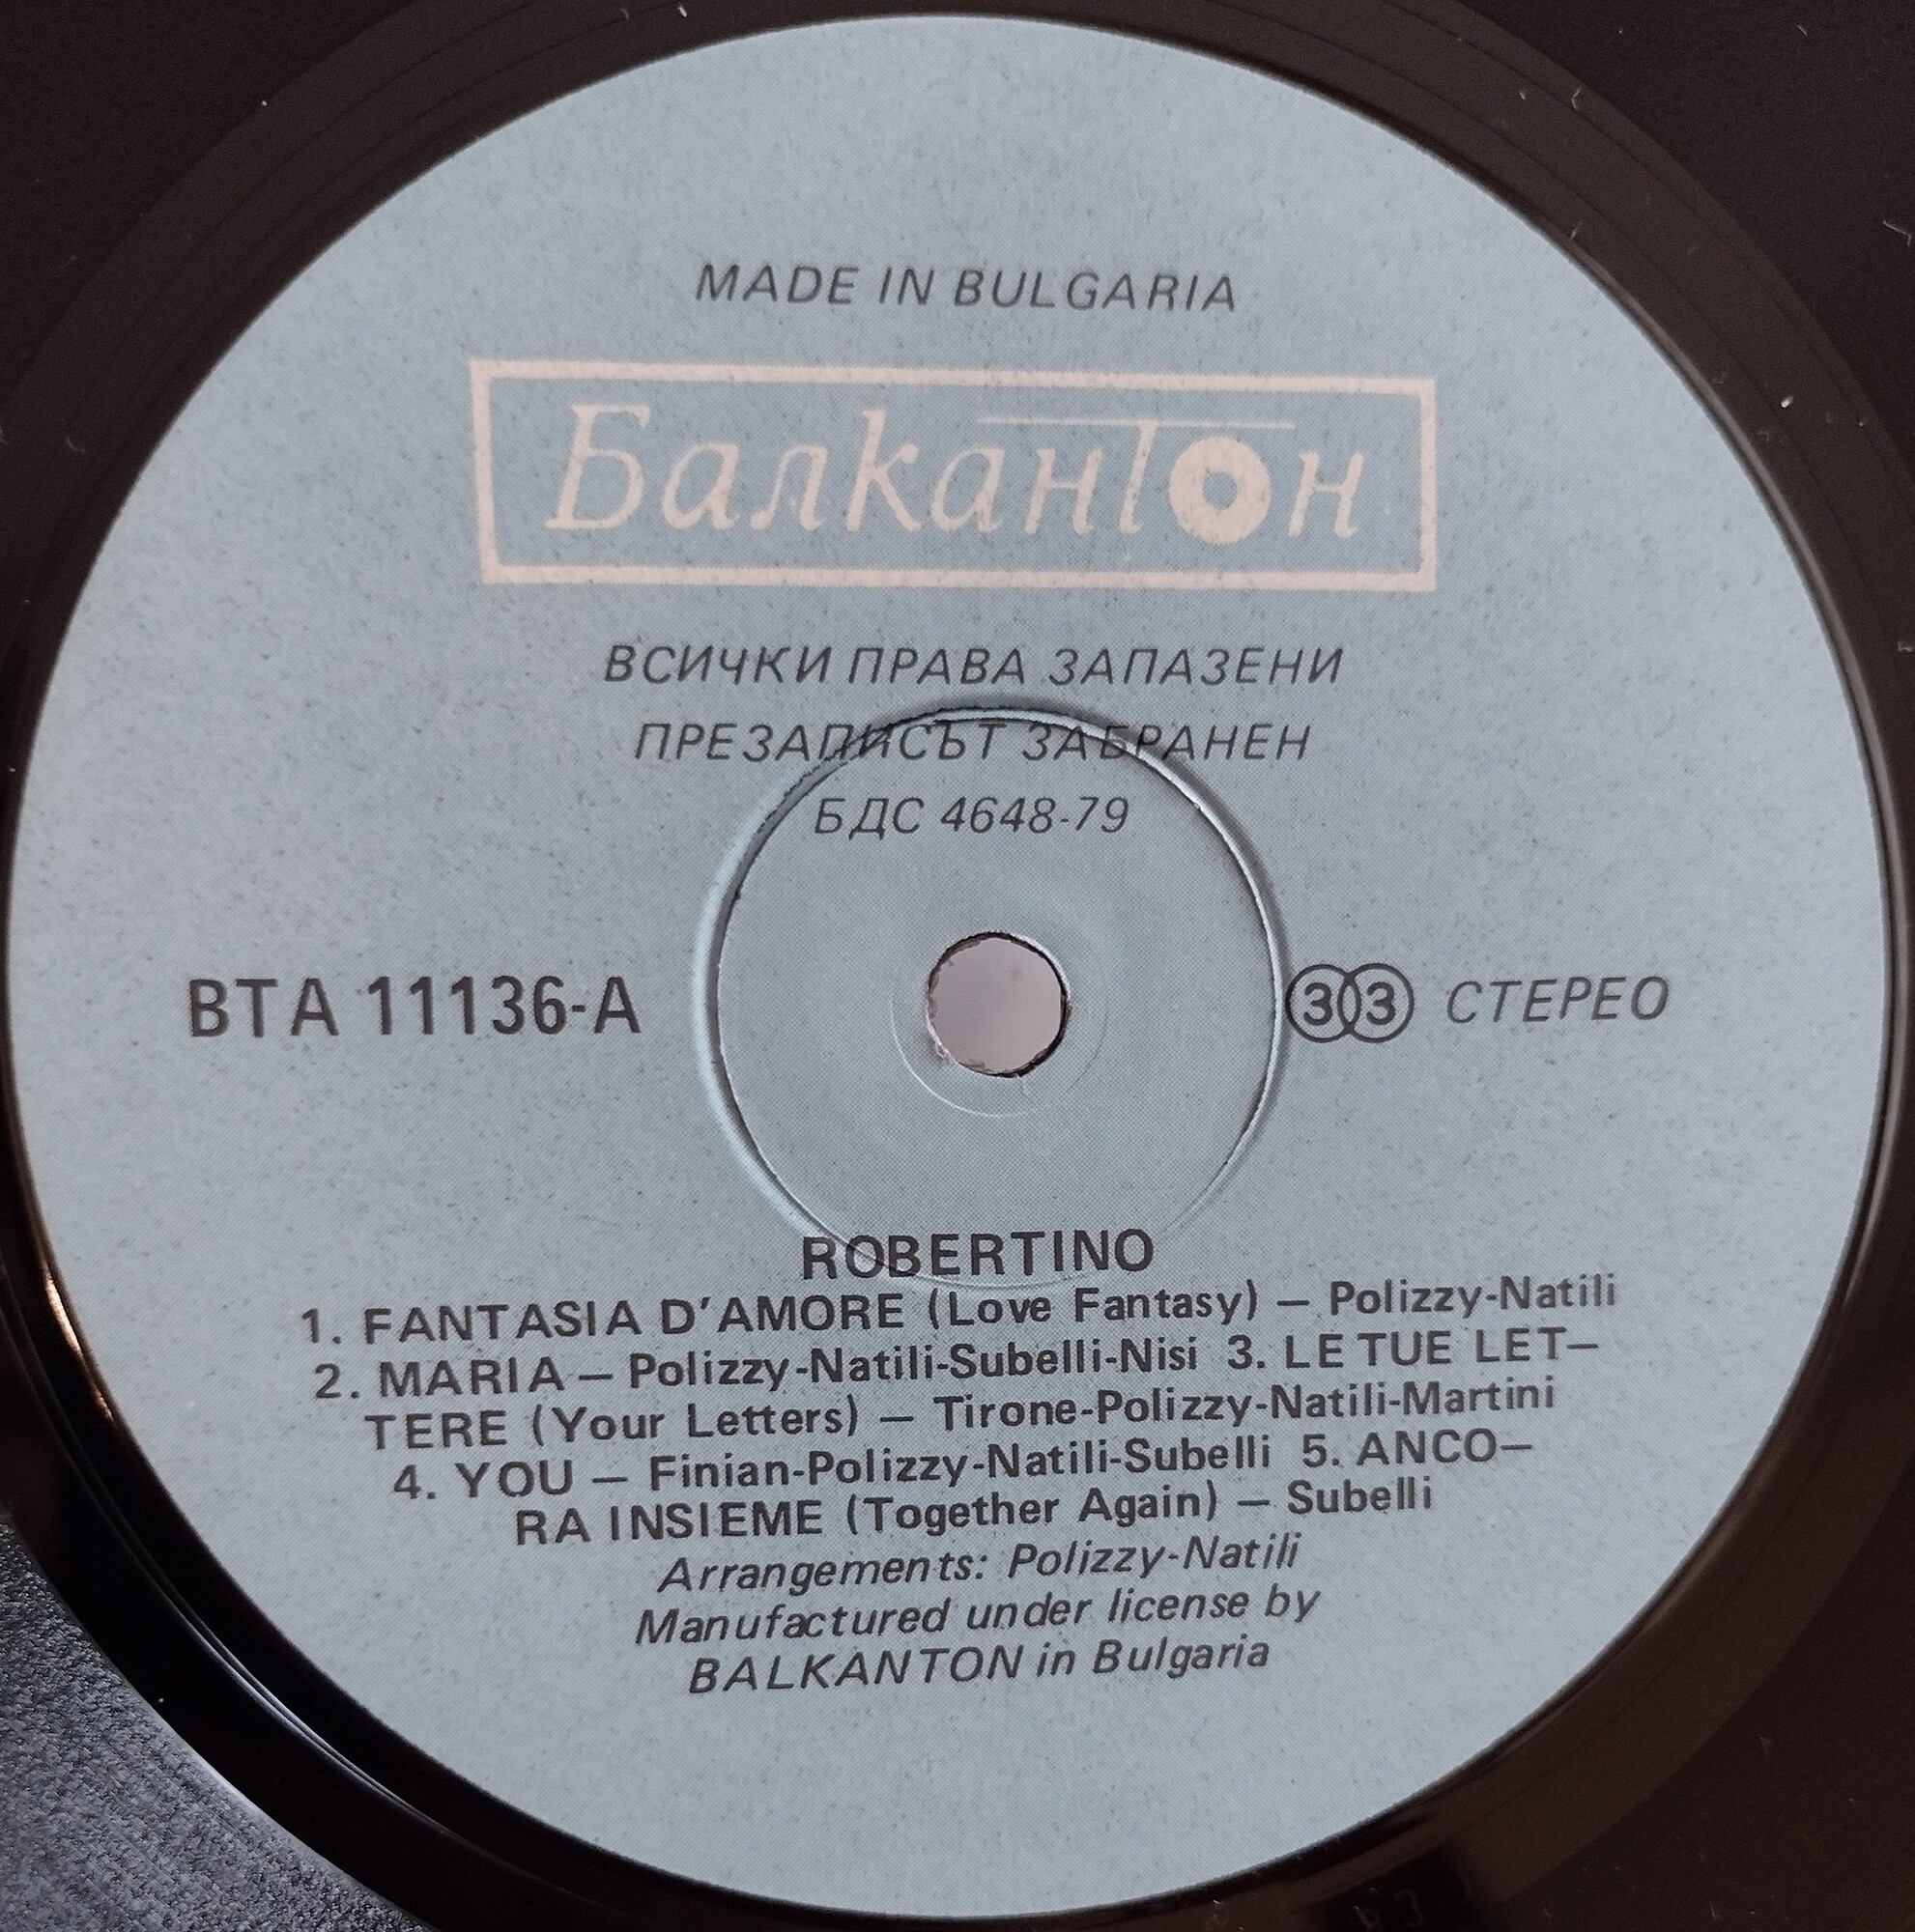 MADE IN BULGARIA
Балкантон
ВСИЧКИ ПРАВА ЗАПАЗЕНИ
ПРЕЗАПИСЪТ ЗАБРАНЕН
БДС 4648-79
ВТА 11136-А
33 СТЕРЕО
ROBERTINO
1. FANTASIA D'AMORE (Love Fantasy) — Polizzy-Natili
2. MARIA — Polizzy-Natili-Subelli-Nisi 3. LE TUE LET—
TERE (Your Letters) — Tirone-Polizzy-Natili-Martini
4. YOU — Finian-Polizzy-Natili-Subelli 5. ANCO—
RA INSIEME (Together Again) — Subelli
Arrangements: Polizzy-Natili
Manufactured under license by
BALKANTON in Bulgaria